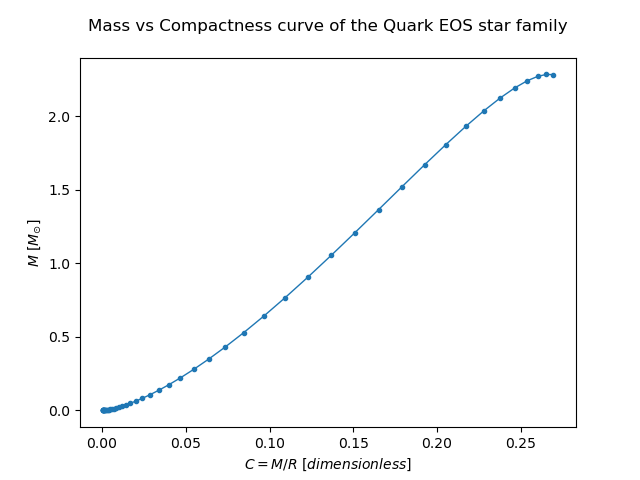 Mass vs Compactness curve of the Quark EOS star family
2.0
1.5
1.0
0.5
0.0
M [M⊙]
0.00 0.05 0.10 0.15 0.20 0.25
C = M/R [dimensionless]